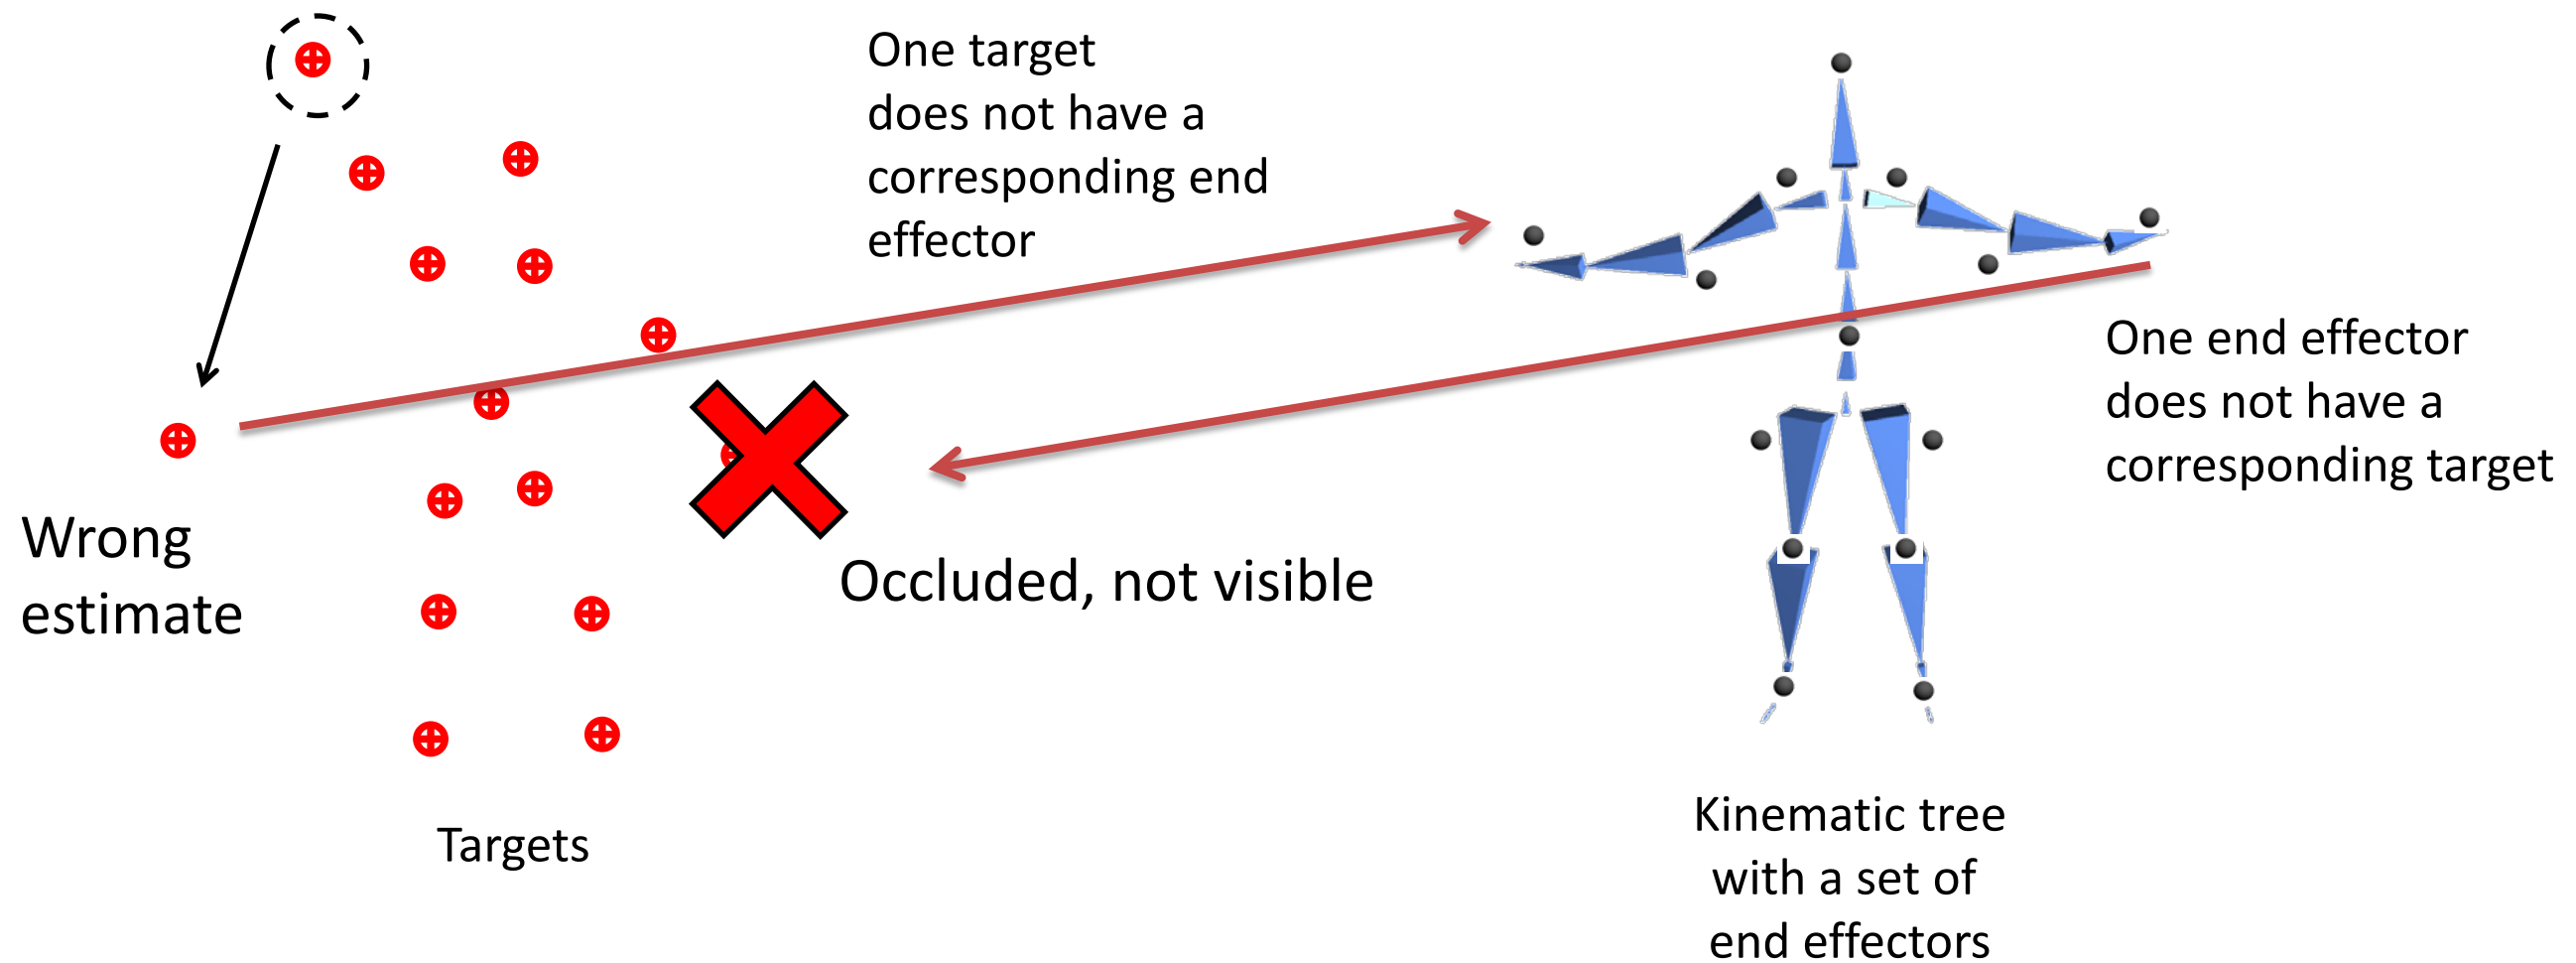 One target
does not have a
corresponding end
effector
One end effector
does not have a
corresponding target
Wrong
estimate
Occluded, not visible
Targets
Kinematic tree
with a set of
end effectors